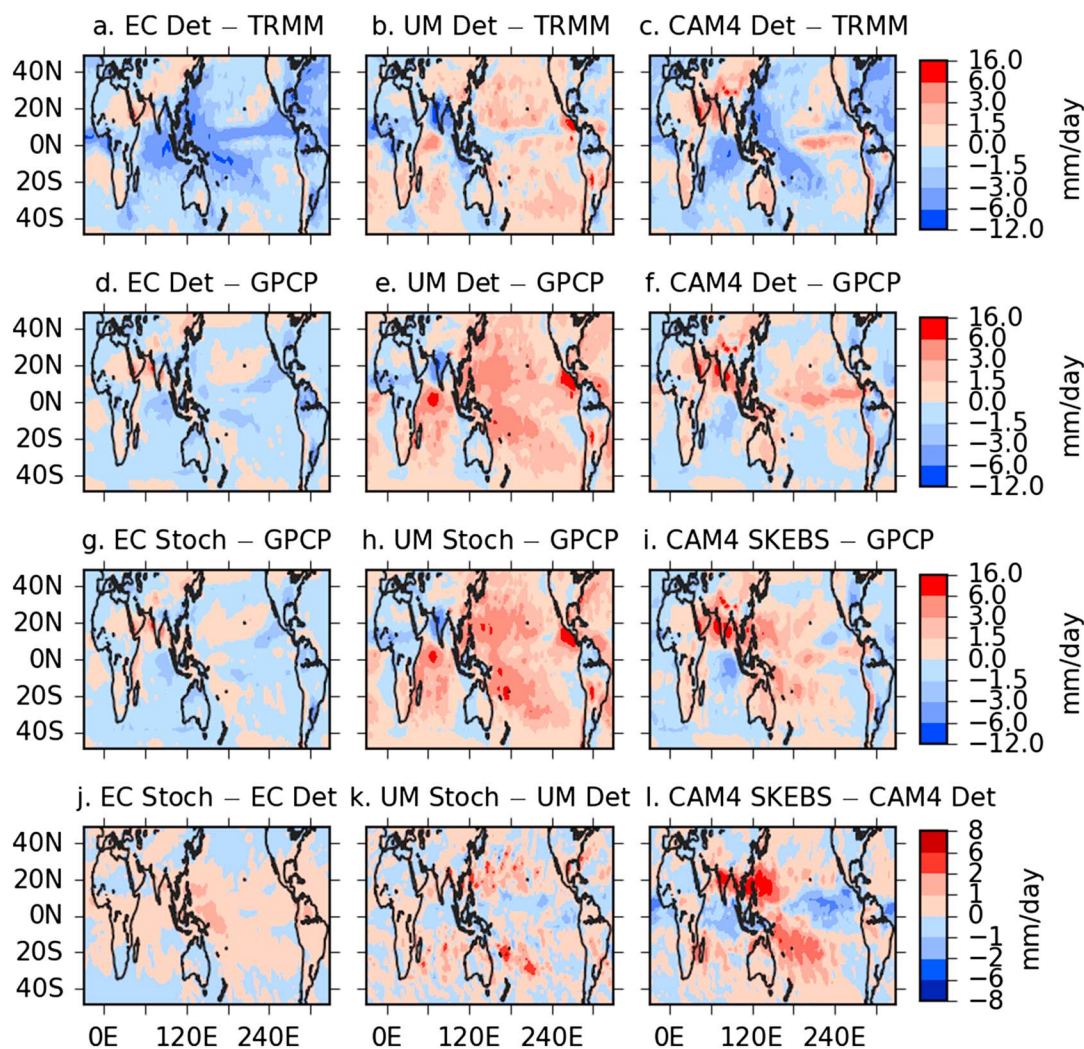 a. EC Det − TRMM b. UM Det − TRMM c. CAM4 Det − TRMM
40N
20N
0N
20S
40S
16.0
6.0
3.0
1.5
0.0
−1.5
−3.0
−6.0
−12.0
mm/day
d. EC Det − GPCP e. UM Det − GPCP f. CAM4 Det − GPCP
40N
20N
0N
20S
40S
16.0
6.0
3.0
1.5
0.0
−1.5
−3.0
−6.0
−12.0
mm/day
g. EC Stoch − GPCP h. UM Stoch − GPCP i. CAM4 SKEBS − GPCP
40N
20N
0N
20S
40S
16.0
6.0
3.0
1.5
0.0
−1.5
−3.0
−6.0
−12.0
mm/day
j. EC Stoch − EC Det k. UM Stoch − UM Det l. CAM4 SKEBS − CAM4 Det
40N
20N
0N
20S
40S
8
6
2
1
0
−1
−2
−6
−8
mm/day
0E 120E 240E 0E 120E 240E 0E 120E 240E